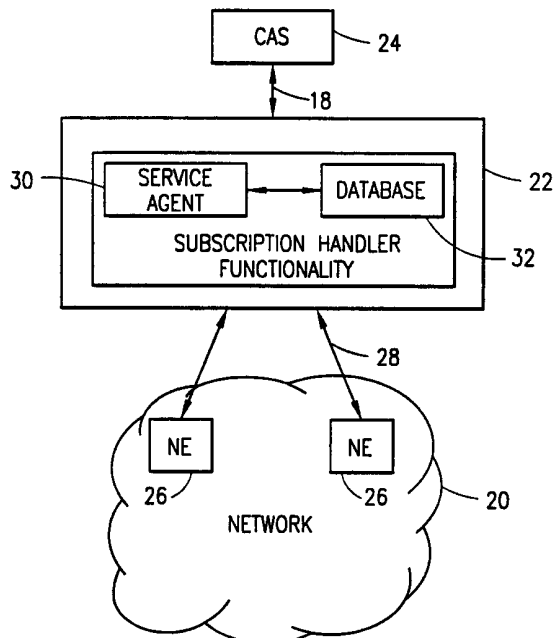 CAS
24
18
30
SERVICE
AGENT
DATABASE
22
32
SUBSCRIPTION HANDLER
FUNCTIONALITY
28
NE
NE
26
26
20
NETWORK